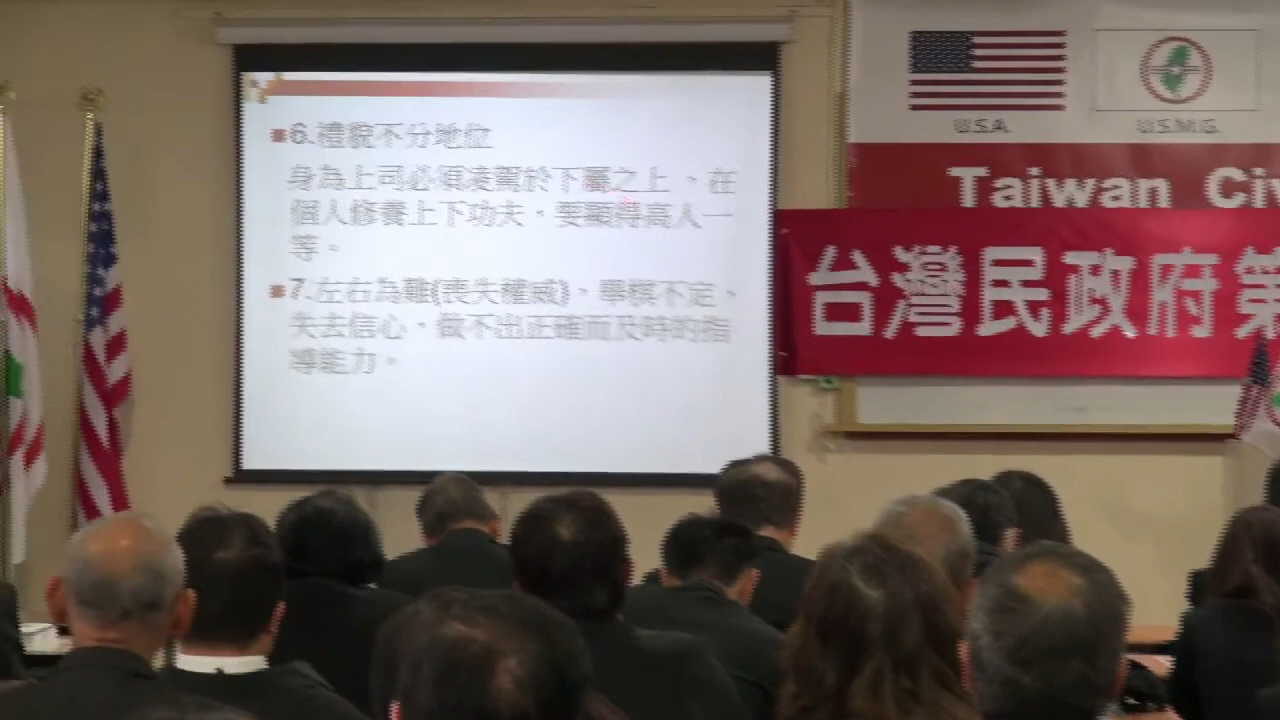 6.禮貌不分地位
身為上司必須凌駕於下屬之上、在
個人修養上下功夫，要顯得高人一
等。
7.左右為難(喪失權威)、舉棋不定，
失去信心，做不出正確而及時的指
導能力。
U.S.A.
U.S.M.G.
Taiwan Civ
台灣民政府第